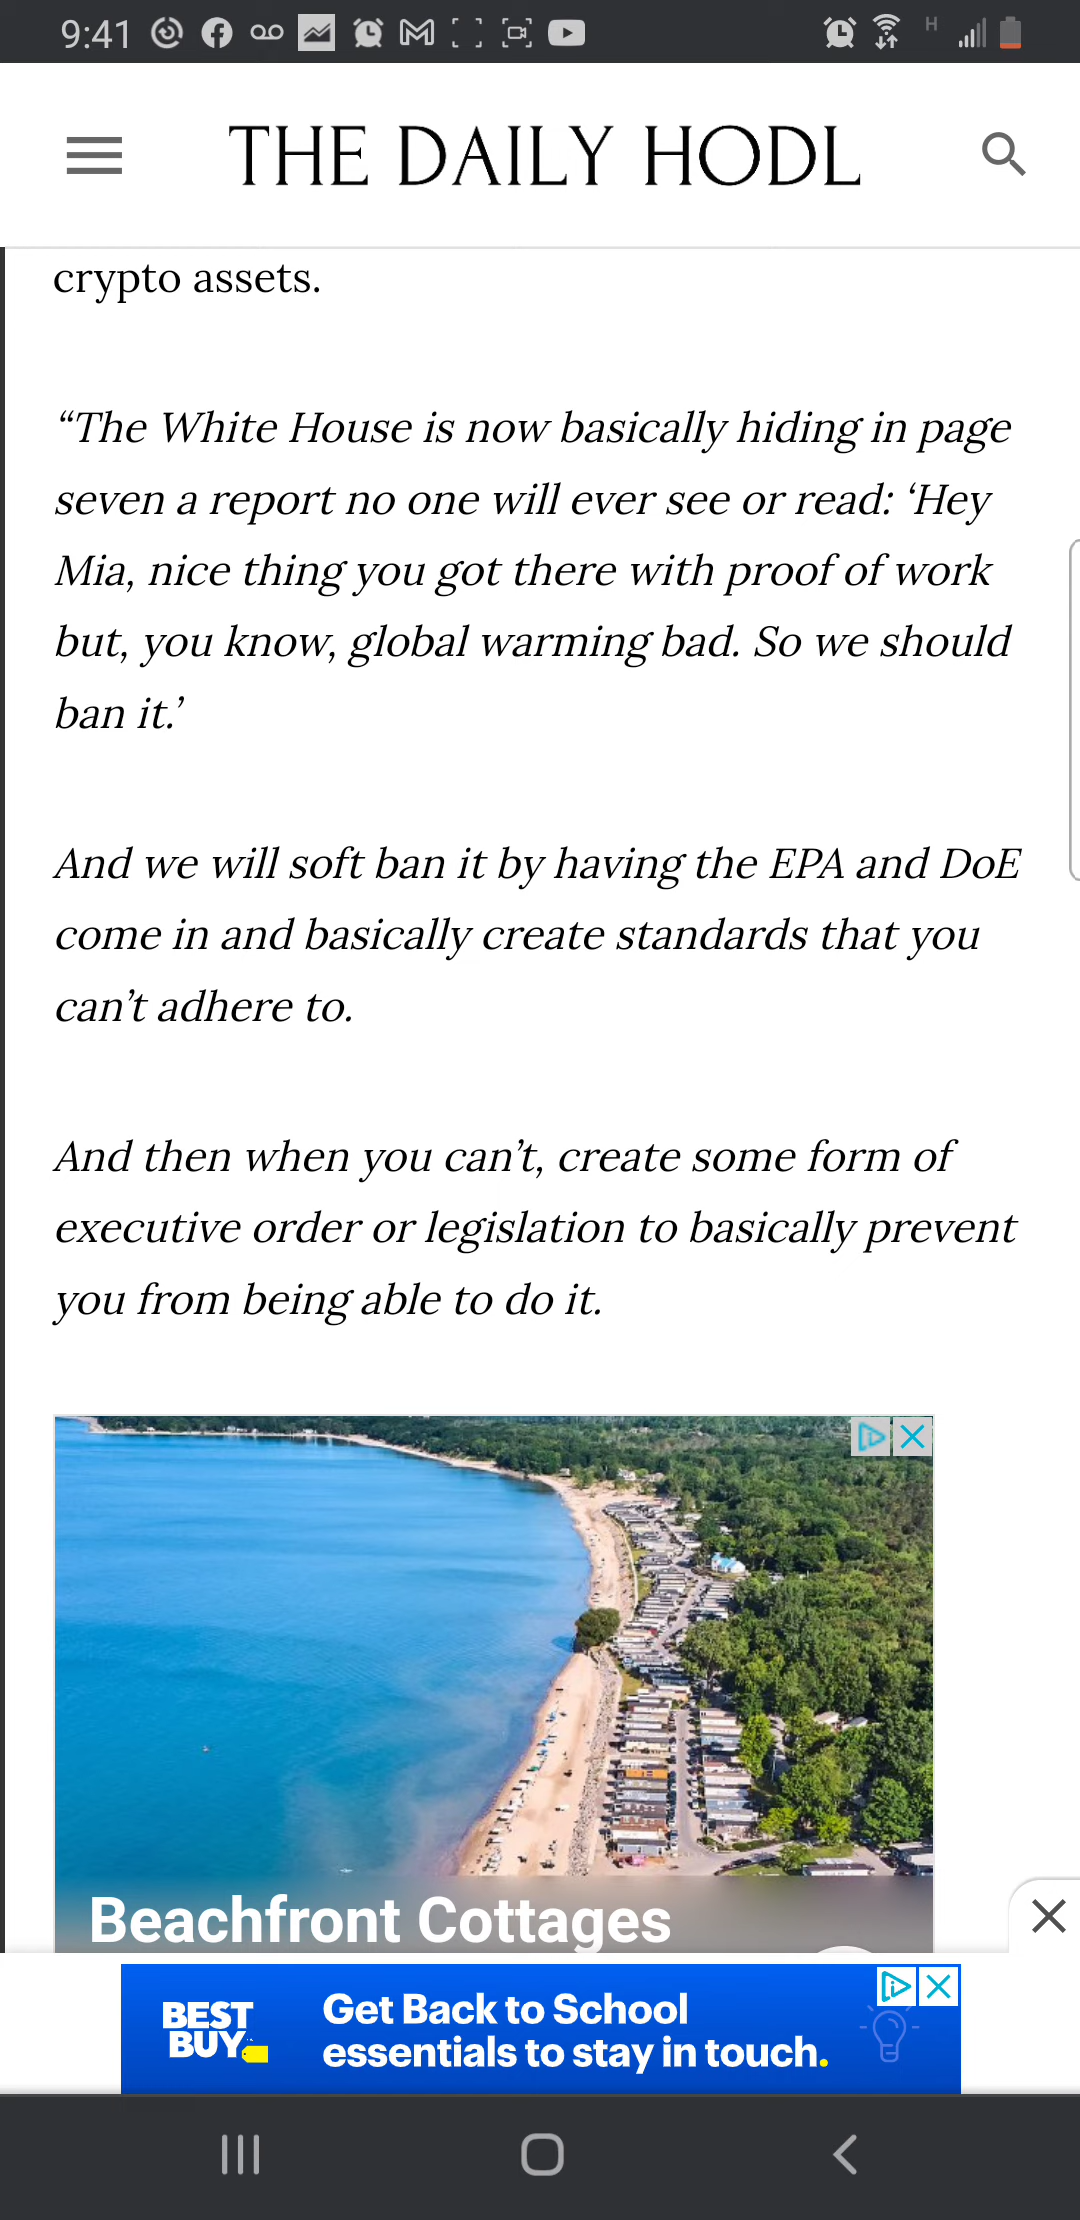 9:41
H
THE DAILY HODL
crypto assets.
“The White House is now basically hiding in page
seven a report no one will ever see or read: ‘Hey
Mia, nice thing you got there with proof of work
but, you know, global warming bad. So we should
ban it.’
And we will soft ban it by having the EPA and DoE
come in and basically create standards that you
can’t adhere to.
And then when you can’t, create some form of
executive order or legislation to basically prevent
you from being able to do it.
Beachfront Cottages
BEST
BUY
Get Back to School
essentials to stay in touch.